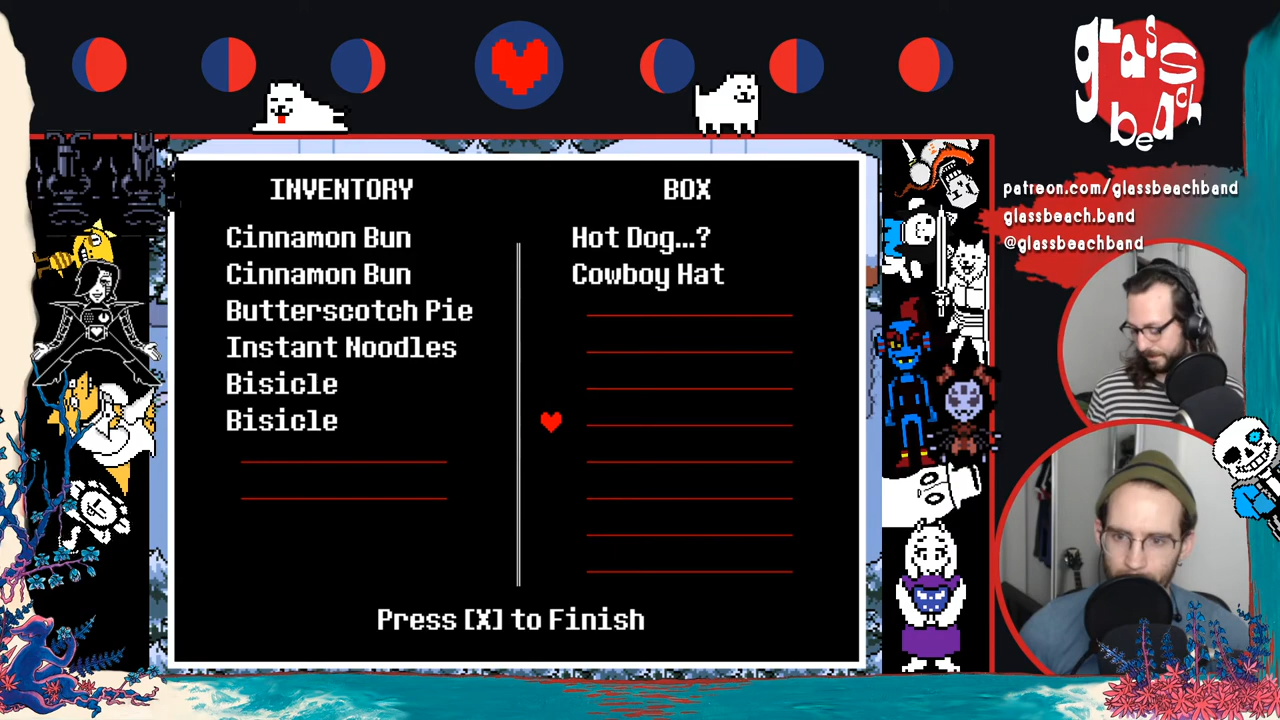 glass
beach
patreon.com/glassbeachband
glassbeach.band
@glassbeachband
INVENTORY
Cinnamon Bun
Cinnamon Bun
Butterscotch Pie
Instant Noodles
Bisicle
Bisicle
BOX
Hot Dog...?
Cowboy Hat
Press [X] to Finish